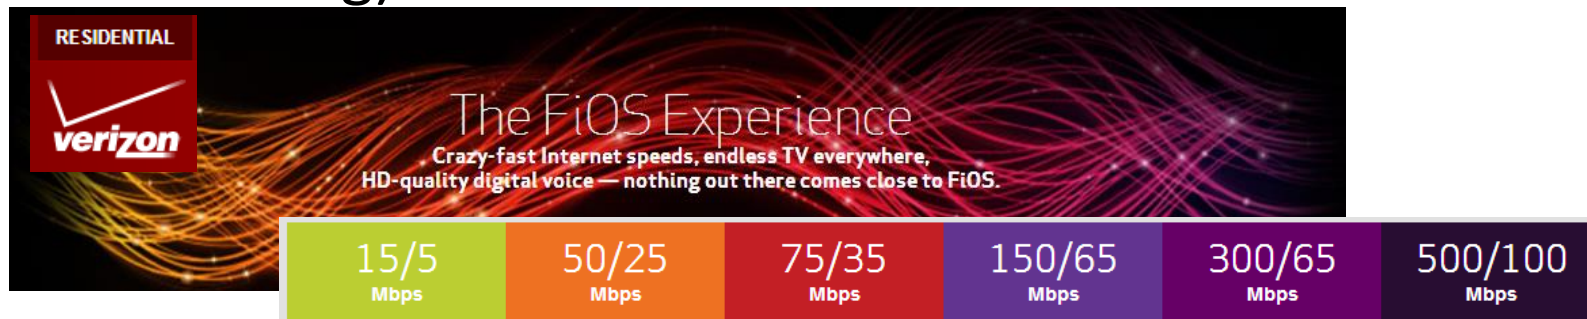 RESIDENTIAL
verizon
The FiOS Experience
Crazy-fast Internet speeds, endless TV everywhere,
HD-quality digital voice — nothing out there comes close to FiOS.
15/5 50/25 75/35 150/65 300/65 500/100
Mbps Mbps Mbps Mbps Mbps Mbps